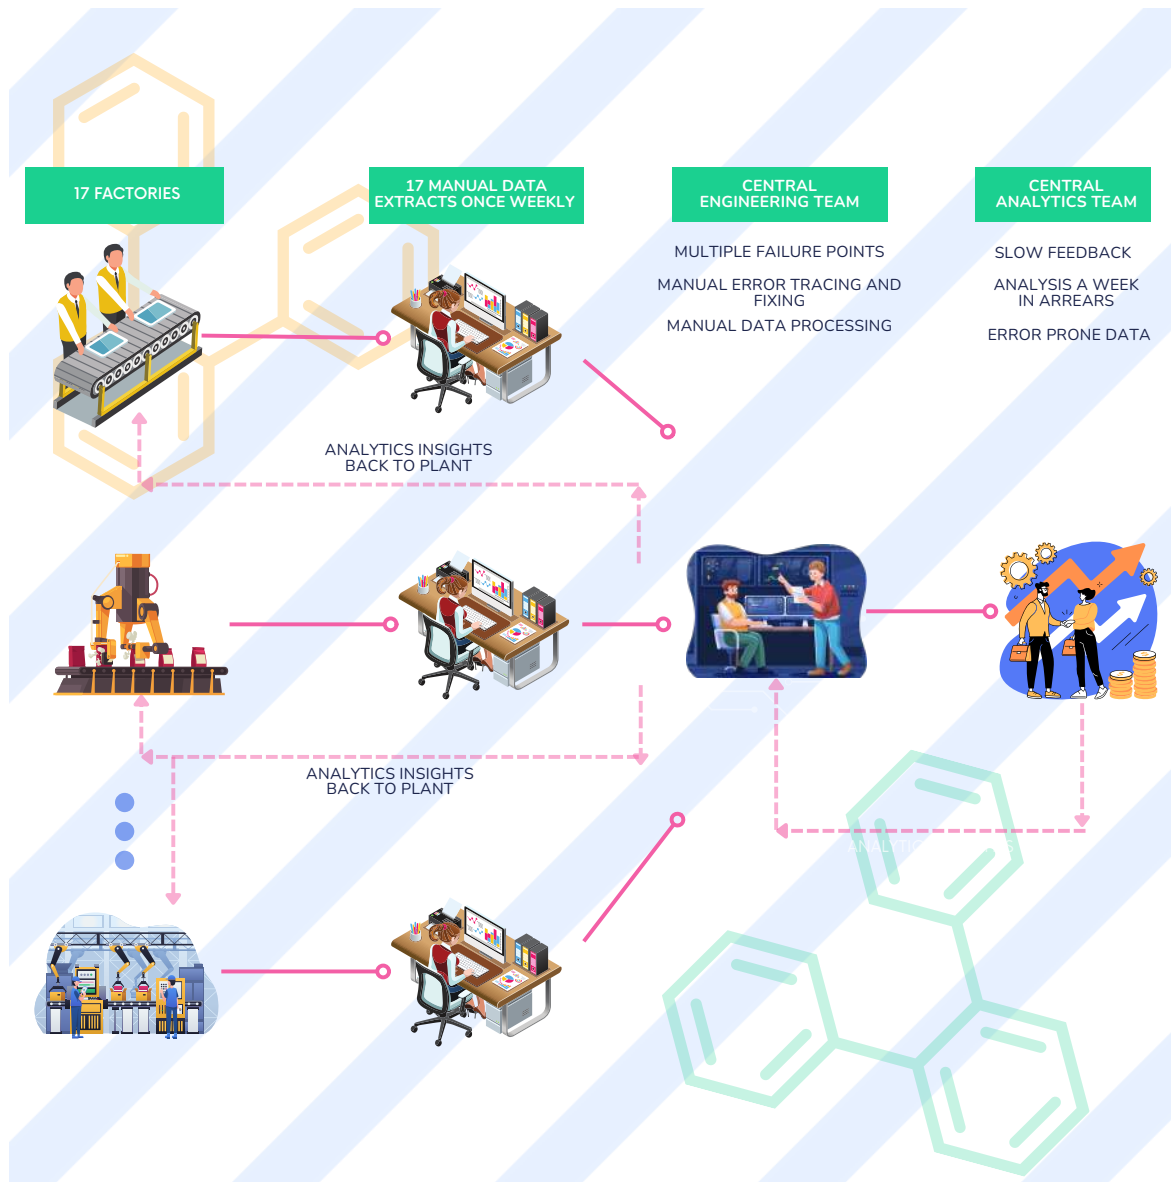 17 FACTORIES
17 MANUAL DATA
EXTRACTS ONCE WEEKLY
CENTRAL
ENGINEERING TEAM
CENTRAL
ANALYTICS TEAM
MULTIPLE FAILURE POINTS
MANUAL ERROR TRACING AND
FIXING
MANUAL DATA PROCESSING
SLOW FEEDBACK
ANALYSIS A WEEK
IN ARREARS
ERROR PRONE DATA
ANALYTICS INSIGHTS
BACK TO PLANT
ANALYTICS INSIGHTS
BACK TO PLANT